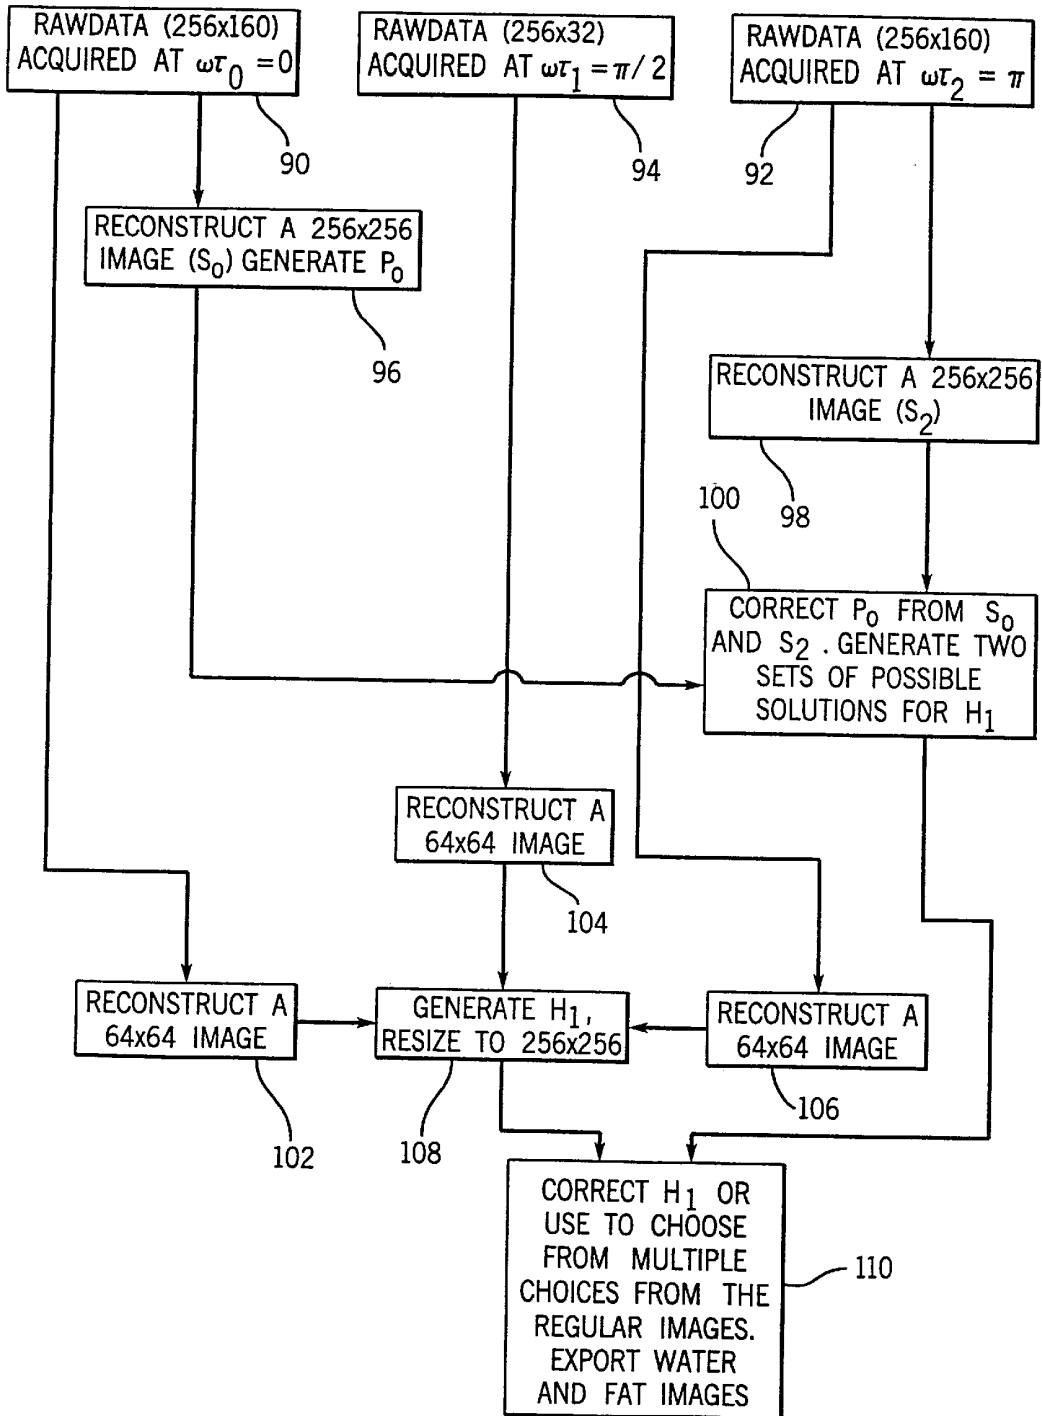 RAWDATA (256x160)
ACQUIRED AT ωτ0 = 0
90
RAWDATA (256x32)
ACQUIRED AT ωτ1 = π/2
94
RAWDATA (256x160)
ACQUIRED AT ωτ2 = π
92
RECONSTRUCT A 256x256
IMAGE (S0) GENERATE P0
96
RECONSTRUCT A 256x256
IMAGE (S2)
98
100
CORRECT P0 FROM S0
AND S2 . GENERATE TWO
SETS OF POSSIBLE
SOLUTIONS FOR H1
RECONSTRUCT A
64x64 IMAGE
104
RECONSTRUCT A
64x64 IMAGE
102
GENERATE H1,
RESIZE TO 256x256
108
RECONSTRUCT A
64x64 IMAGE
106
CORRECT H1 OR
USE TO CHOOSE
FROM MULTIPLE
CHOICES FROM THE
REGULAR IMAGES.
EXPORT WATER
AND FAT IMAGES
110